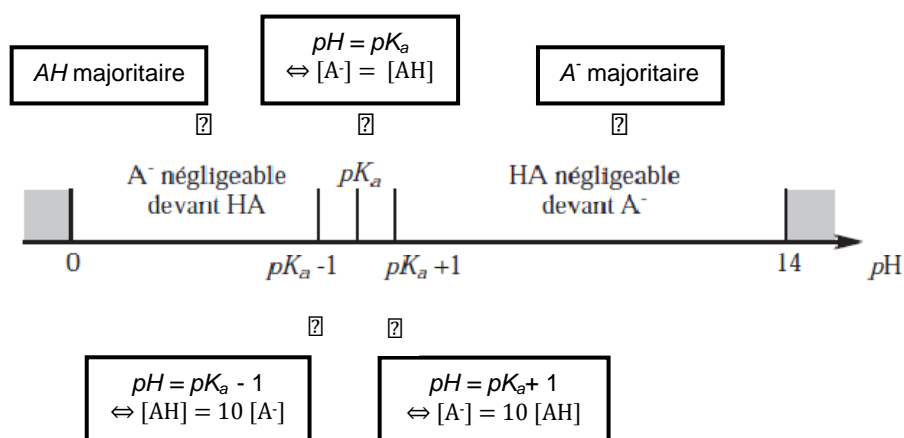 pH = pKₐ
⇔ [A-] = [AH]
AH majoritaire
A- majoritaire
A- négligeable
devant HA
pKₐ
HA négligeable
devant A-
0
pKₐ -1
pKₐ +1
14
pH
pH = pKₐ - 1
⇔ [AH] = 10 [A-]
pH = pKₐ+ 1
⇔ [A-] = 10 [AH]